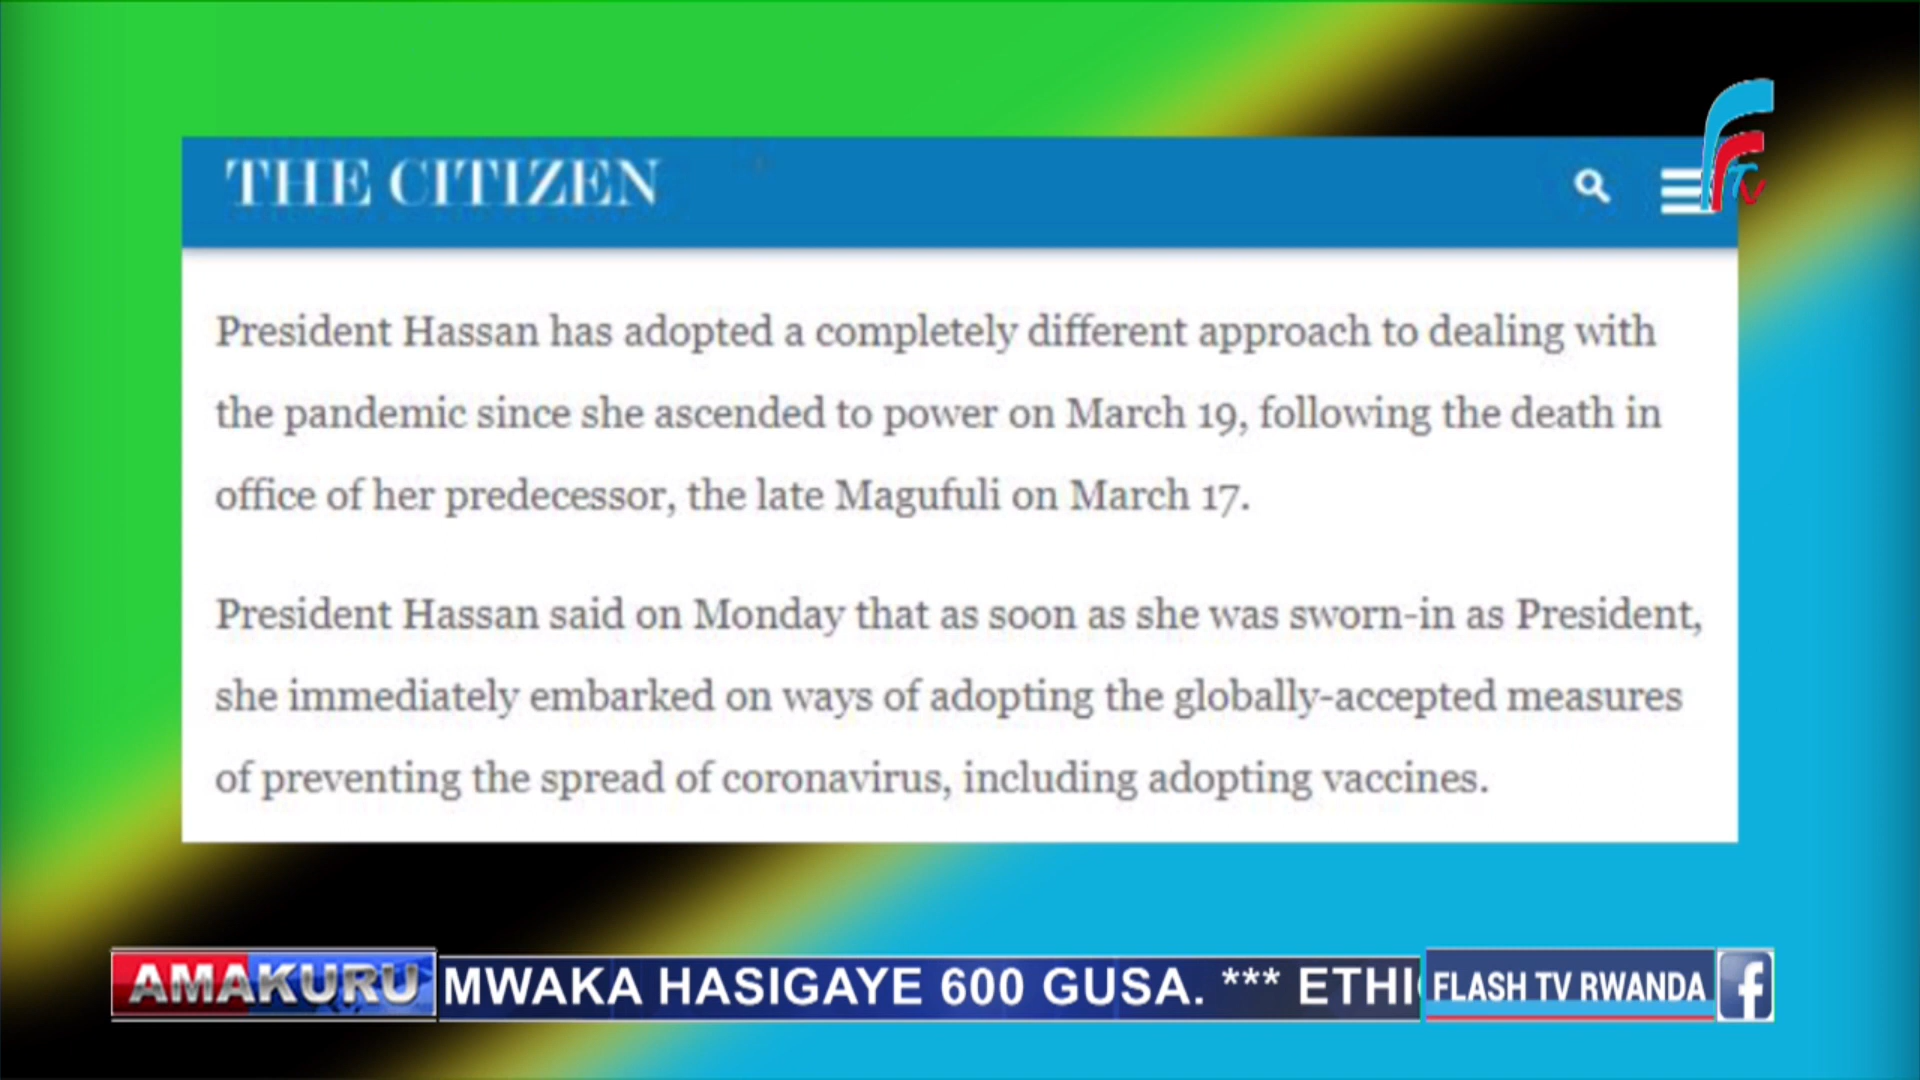 THE CITIZEN
TV
President Hassan has adopted a completely different approach to dealing with
the pandemic since she ascended to power on March 19, following the death in
office of her predecessor, the late Magufuli on March 17.
President Hassan said on Monday that as soon as she was sworn-in as President,
she immediately embarked on ways of adopting the globally-accepted measures
of preventing the spread of coronavirus, including adopting vaccines.
AMAKURU MWAKA HASIGAYE 600 GUSA. *** ETHI FLASH TV RWANDA f